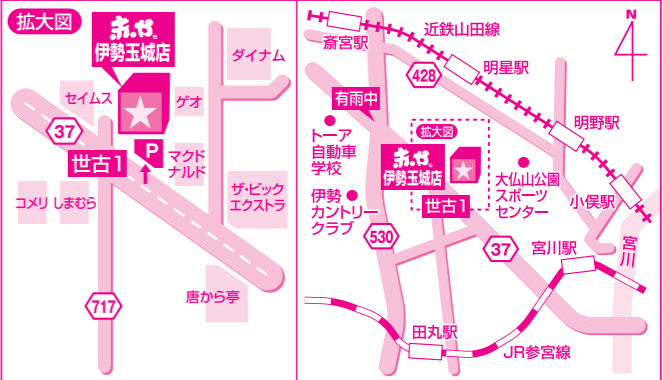 拡大図
赤や
伊勢玉城店
ダイナム
セイムス
ゲオ
37
世古1
P
マクド
ナルド
コメリ
しまむら
ザ・ビック
エクストラ
717
唐から亭
近鉄山田線
N
斎宮駅
428
明星駅
有雨中
トーア
自動車
学校
拡大図
明野駅
赤や
伊勢玉城店
大仏山公園
スポーツ
センター
小俣駅
伊勢
カントリー
クラブ
世古1
530
37
宮川駅
宮川
田丸駅
JR参宮線